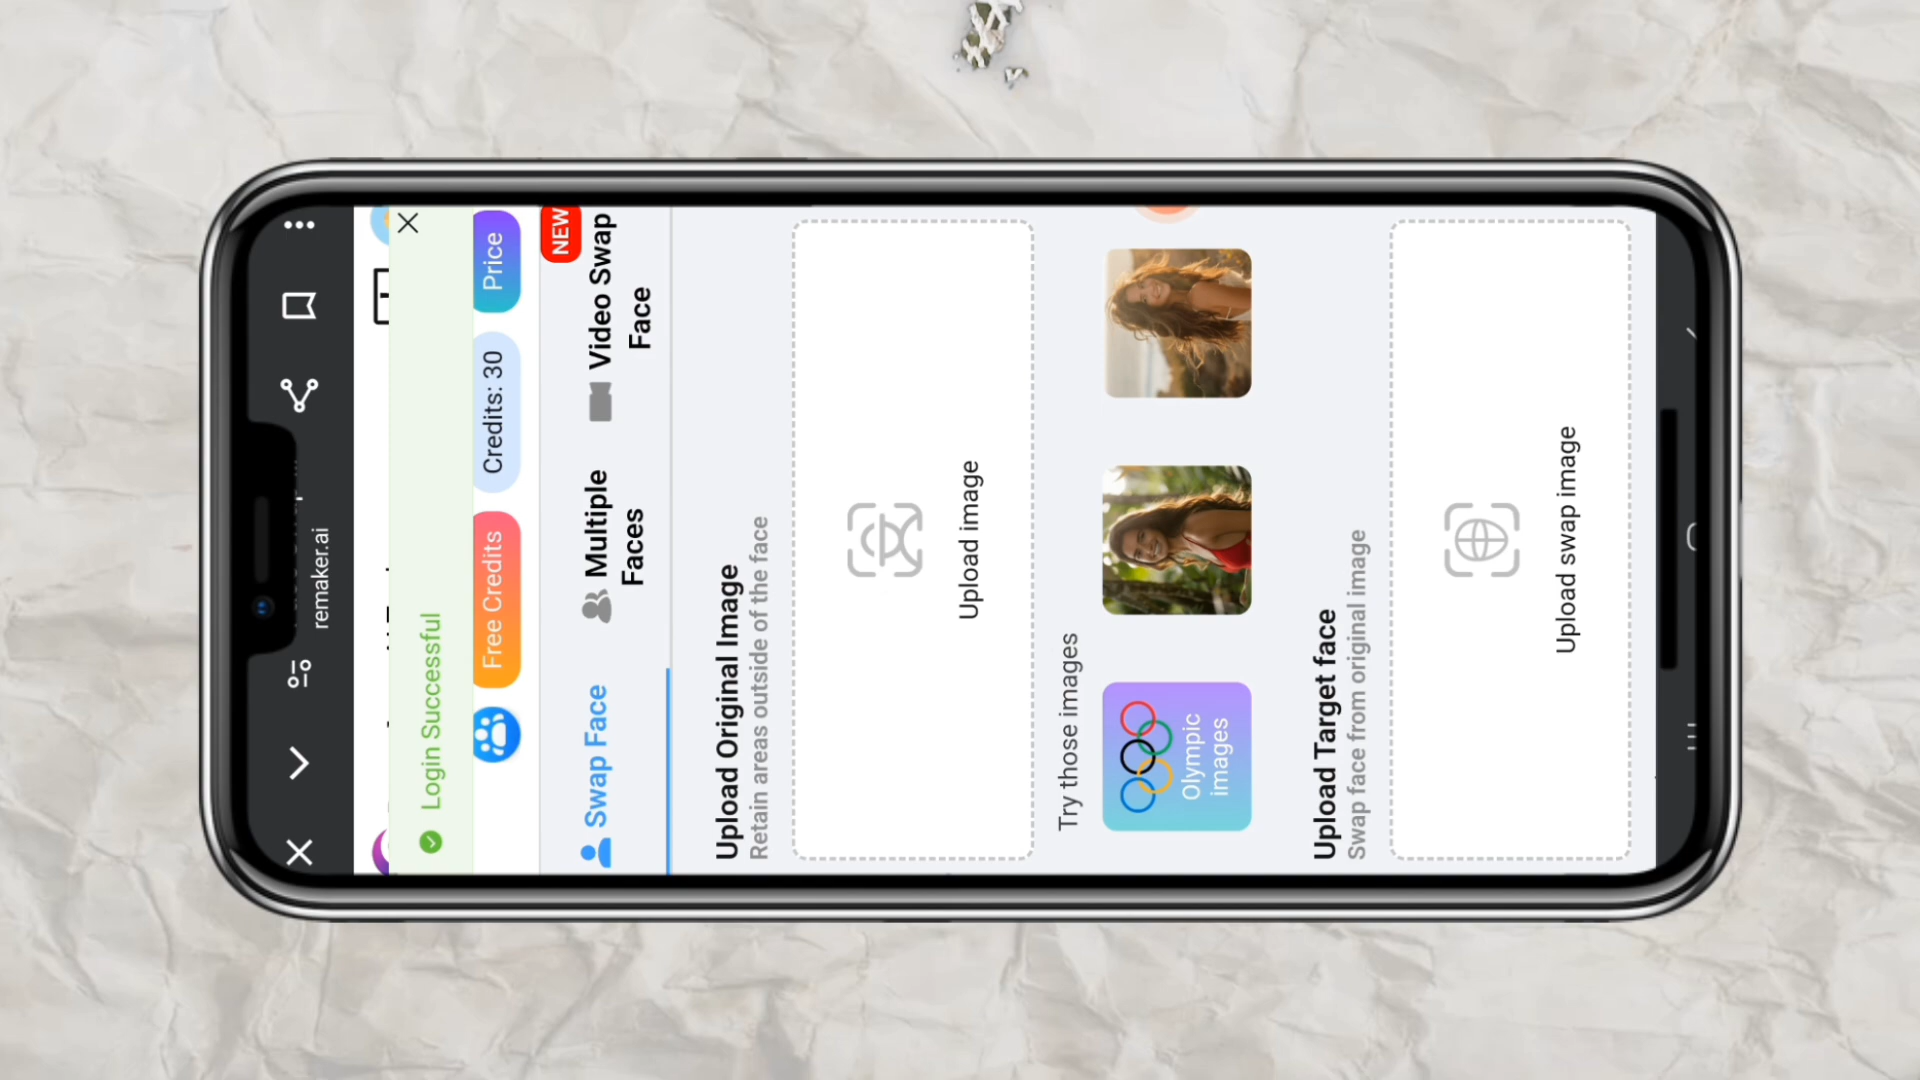 remaker.ai
Login Successful
Free Credits
Credits: 30
Price
Swap Face
Multiple
Faces
Video Swap
Face
NEW
Upload Original Image
Retain areas outside of the face
Upload image
Try those images
Olympic
images
Upload Target face
Swap face from original image
Upload swap image